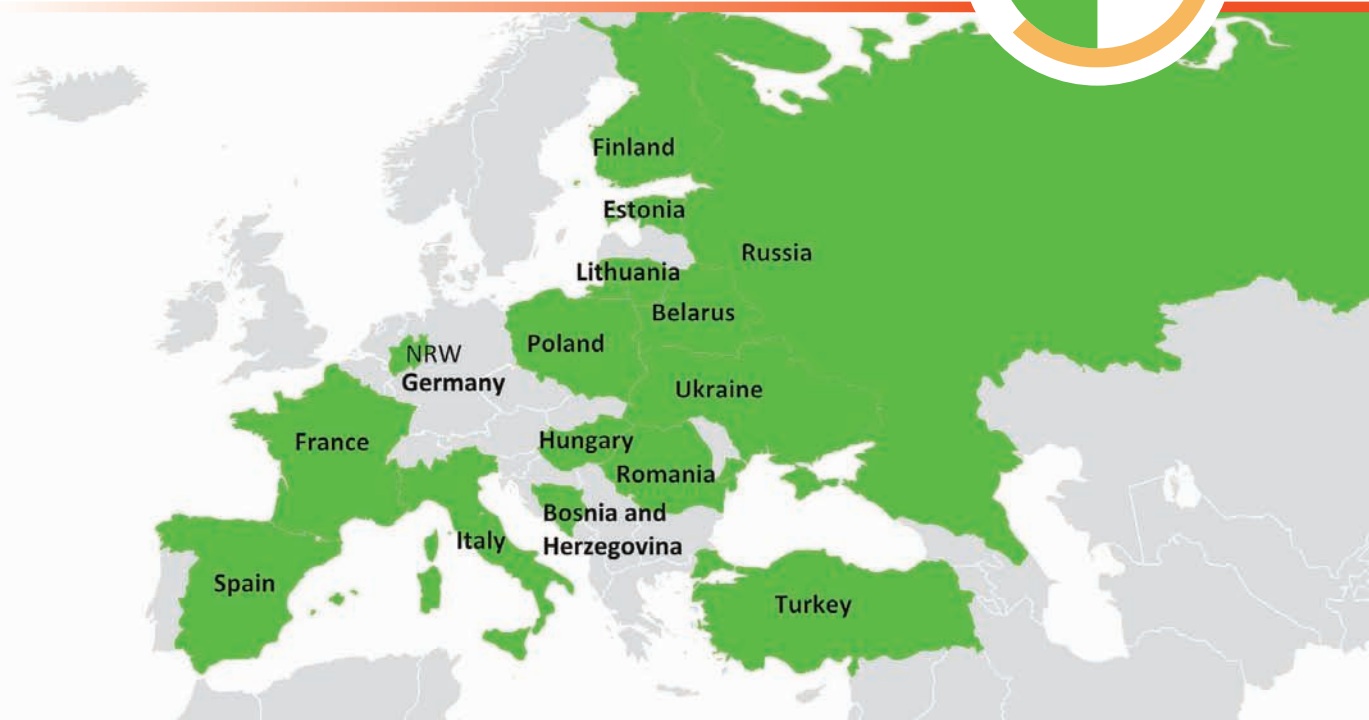 Finland
Estonia
Russia
Lithuania
Belarus
Poland
NRW
Germany
Ukraine
France
Hungary
Romania
Bosnia and
Herzegovina
Italy
Spain
Turkey